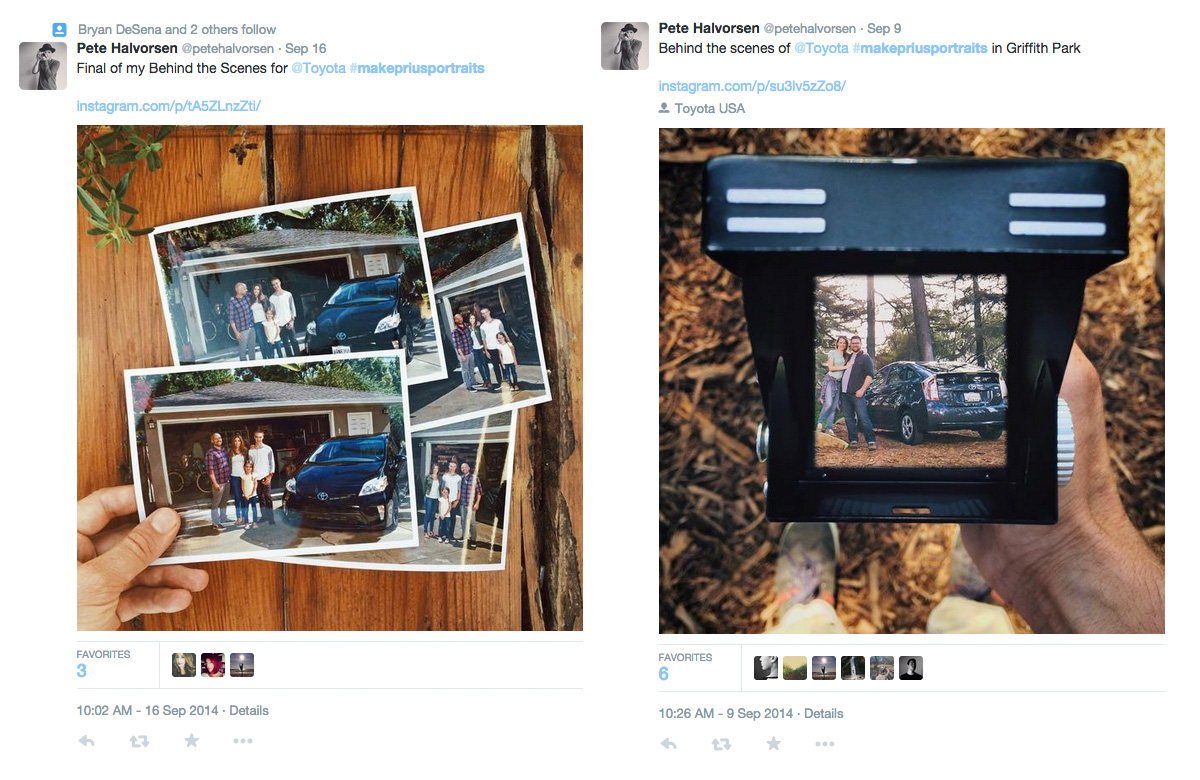 Bryan DeSena and 2 others follow
Pete Halvorsen @petehalvorsen · Sep 16
Final of my Behind the Scenes for @Toyota #makepriusportraits
instagram.com/p/tA5ZLnzZti/
FAVORITES
3
10:02 AM - 16 Sep 2014 · Details
Pete Halvorsen @petehalvorsen · Sep 9
Behind the scenes of @Toyota #makepriusportraits in Griffith Park
instagram.com/p/su3lv5zZo8/
Toyota USA
FAVORITES
6
10:26 AM - 9 Sep 2014 · Details